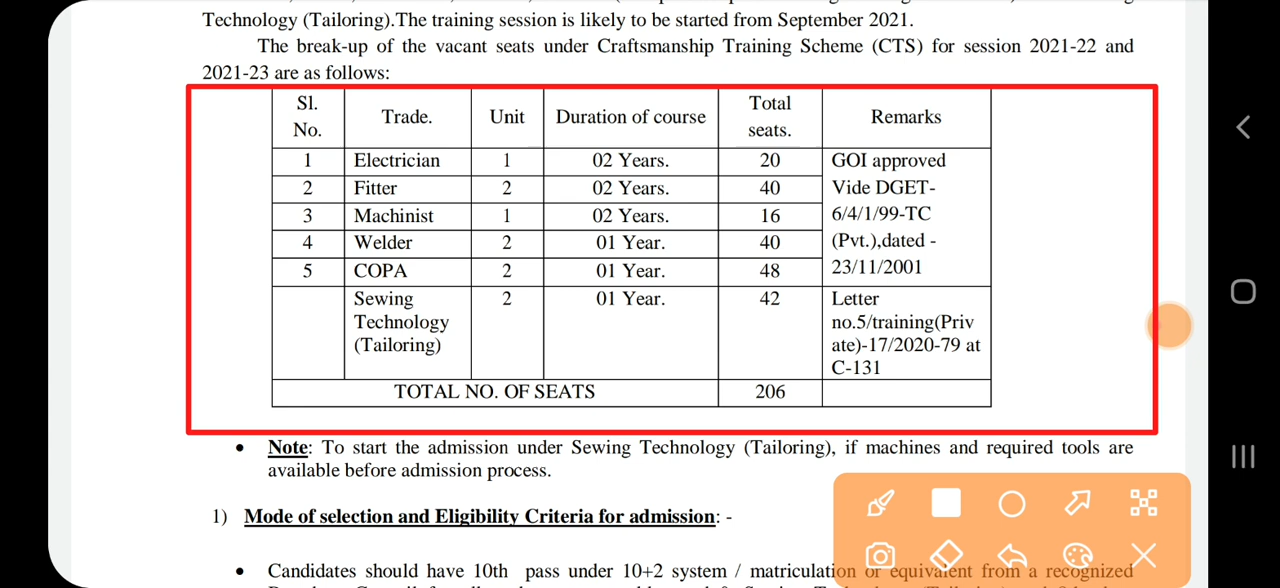 Technology (Tailoring).The training session is likely to be started from September 2021.
The break-up of the vacant seats under Craftsmanship Training Scheme (CTS) for session 2021-22 and
2021-23 are as follows:
Sl. No. Trade. Unit Duration of course Total seats. Remarks
1 Electrician 1 02 Years. 20 GOI approved
2 Fitter 2 02 Years. 40 Vide DGET-
3 Machinist 1 02 Years. 16 6/4/1/99-TC
4 Welder 2 01 Year. 40 (Pvt.),dated -
5 COPA 2 01 Year. 48 23/11/2001
Sewing 2 01 Year. 42 Letter
Technology no.5/training(Priv
(Tailoring) ate)-17/2020-79 at
C-131
TOTAL NO. OF SEATS 206
• Note: To start the admission under Sewing Technology (Tailoring), if machines and required tools are
available before admission process.
1) Mode of selection and Eligibility Criteria for admission: -
• Candidates should have 10th pass under 10+2 system / matriculation or equivalent from a recognized